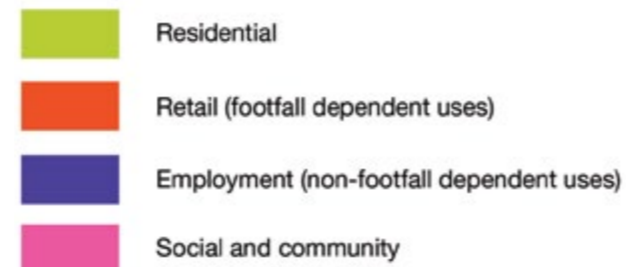 Residential
Retail (footfall dependent uses)
Employment (non-footfall dependent uses)
Social and community